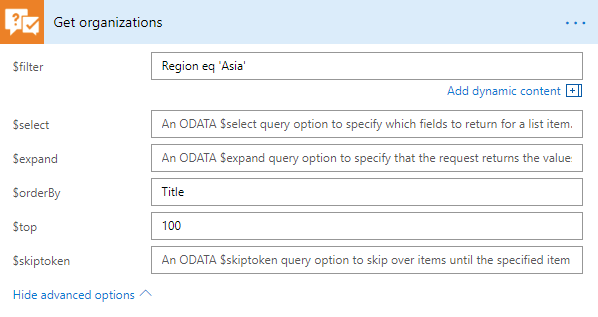 Get organizations
$filter
Region eq 'Asia'
Add dynamic content
$select
An ODATA $select query option to specify which fields to return for a list item.
$expand
An ODATA $expand query option to specify that the request returns the value
$orderBy
Title
$top
100
$skiptoken
An ODATA $skiptoken query option to skip over items until the specified item
Hide advanced options